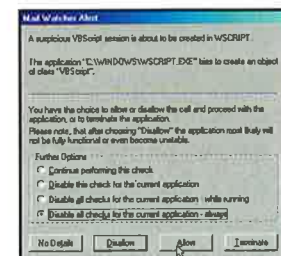 Mail Watcher Alert
A suspicious VBScript session is about to be created in WSCRIPT.
The application "C:\WINDOWS\WSCRIPT.EXE" tries to create an object
of class "VBScript".
You have the choice to allow or disallow the call and proceed with the
application, or to terminate the application.
Please note, that after choosing "Disallow" the application most likely will
not be fully functional or even become unstable.
Further Options
Continue performing this check
Disable this check for the current application
Disable all checks for the current application - while running
Disable all checks for the current application - always
No Details
Disallow
Allow
Terminate